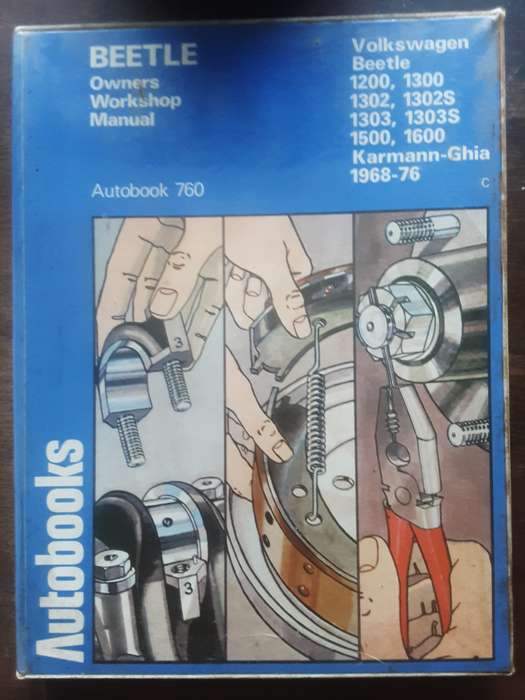 BEETLE
Owners
Workshop
Manual
Autobook 760
Volkswagen
Beetle
1200, 1300
1302, 1302S
1303, 1303S
1500, 1600
Karmann-Ghia
1968-76
C
3
3
Autobooks